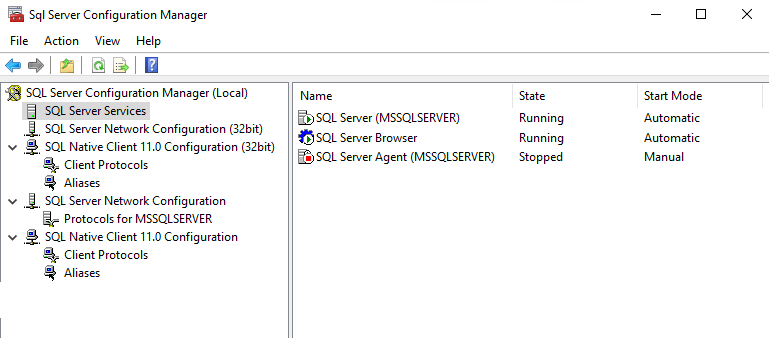 Sql Server Configuration Manager
File Action View Help
SQL Server Configuration Manager (Local)
SQL Server Services
SQL Server Network Configuration (32bit)
SQL Native Client 11.0 Configuration (32bit)
Client Protocols
Aliases
SQL Server Network Configuration
Protocols for MSSQLSERVER
SQL Native Client 11.0 Configuration
Client Protocols
Aliases
Name State Start Mode
SQL Server (MSSQLSERVER) Running Automatic
SQL Server Browser Running Automatic
SQL Server Agent (MSSQLSERVER) Stopped Manual